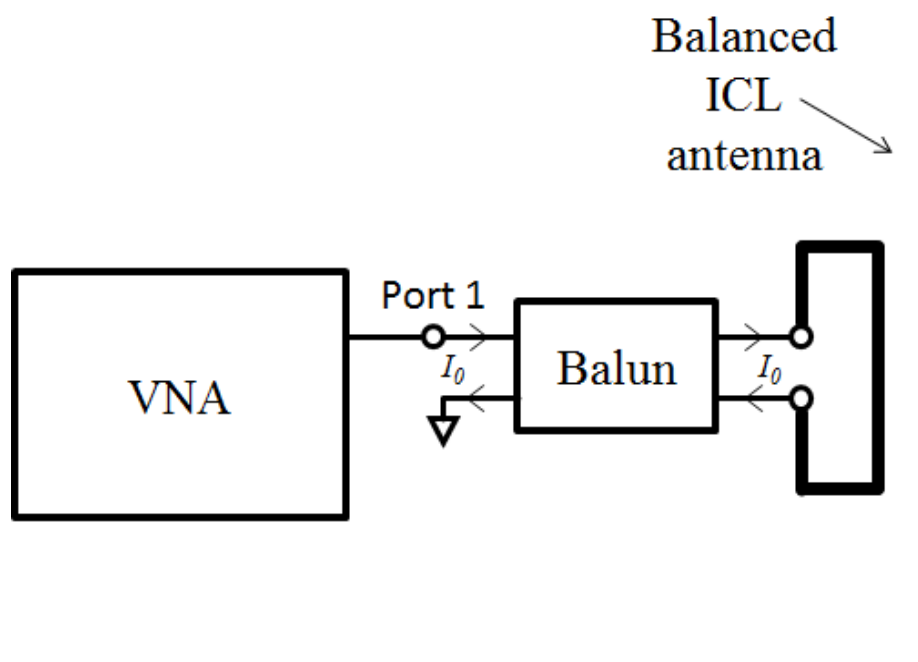 Balanced
ICL
antenna
Port 1
I0
I0
VNA
Balun